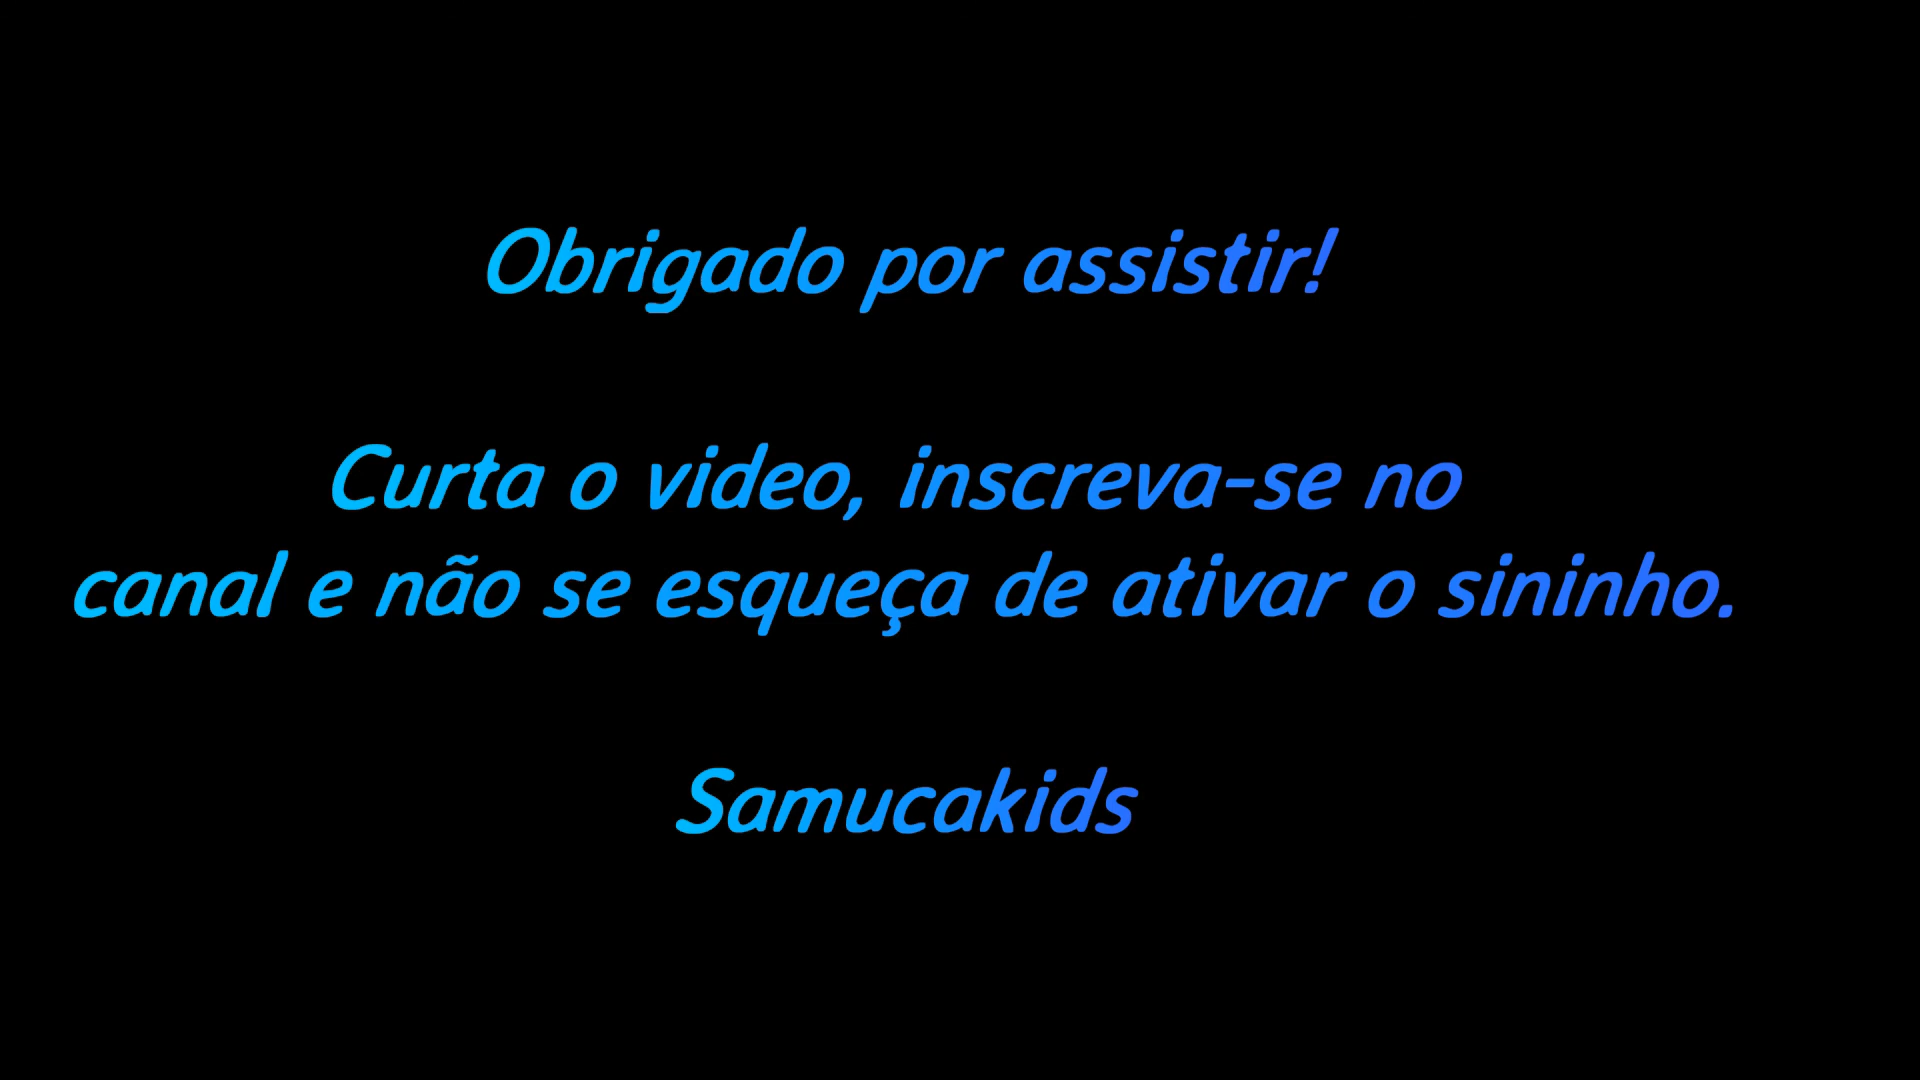 Obrigado por assistir!
Curta o video, inscreva-se no
canal e não se esqueça de ativar o sininho.
Samucakids